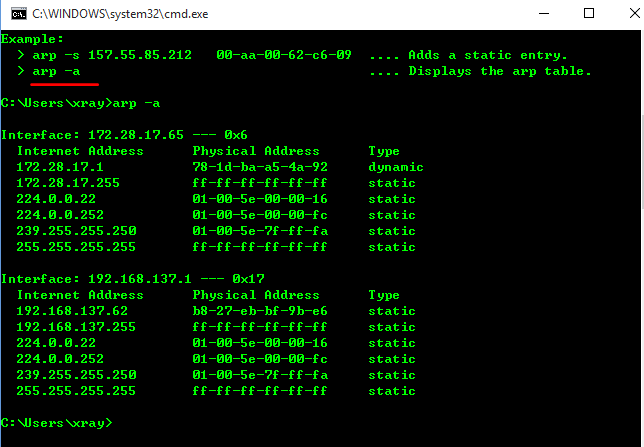 C:\WINDOWS\system32\cmd.exe
Example:
  > arp -s 157.55.85.212   00-aa-00-62-c6-09  .... Adds a static entry.
  > arp -a                                    .... Displays the arp table.
C:\Users\xray>arp -a
Interface: 172.28.17.65 --- 0x6
  Internet Address      Physical Address      Type
  172.28.17.1           78-1d-ba-a5-4a-92     dynamic
  172.28.17.255         ff-ff-ff-ff-ff-ff     static
  224.0.0.22            01-00-5e-00-00-16     static
  224.0.0.252           01-00-5e-00-00-fc     static
  239.255.255.250       01-00-5e-7f-ff-fa     static
  255.255.255.255       ff-ff-ff-ff-ff-ff     static
Interface: 192.168.137.1 --- 0x17
  Internet Address      Physical Address      Type
  192.168.137.62        b8-27-eb-bf-9b-e6     static
  192.168.137.255       ff-ff-ff-ff-ff-ff     static
  224.0.0.22            01-00-5e-00-00-16     static
  224.0.0.252           01-00-5e-00-00-fc     static
  239.255.255.250       01-00-5e-7f-ff-fa     static
  255.255.255.255       ff-ff-ff-ff-ff-ff     static
C:\Users\xray>